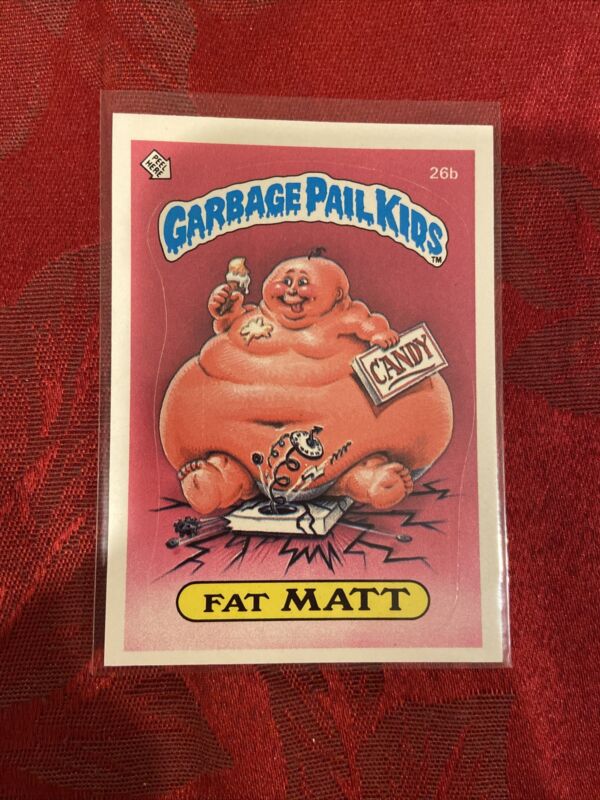 PEEL
HERE
26b
GARBAGE PAIL KIDS
TM
CANDY
FAT MATT